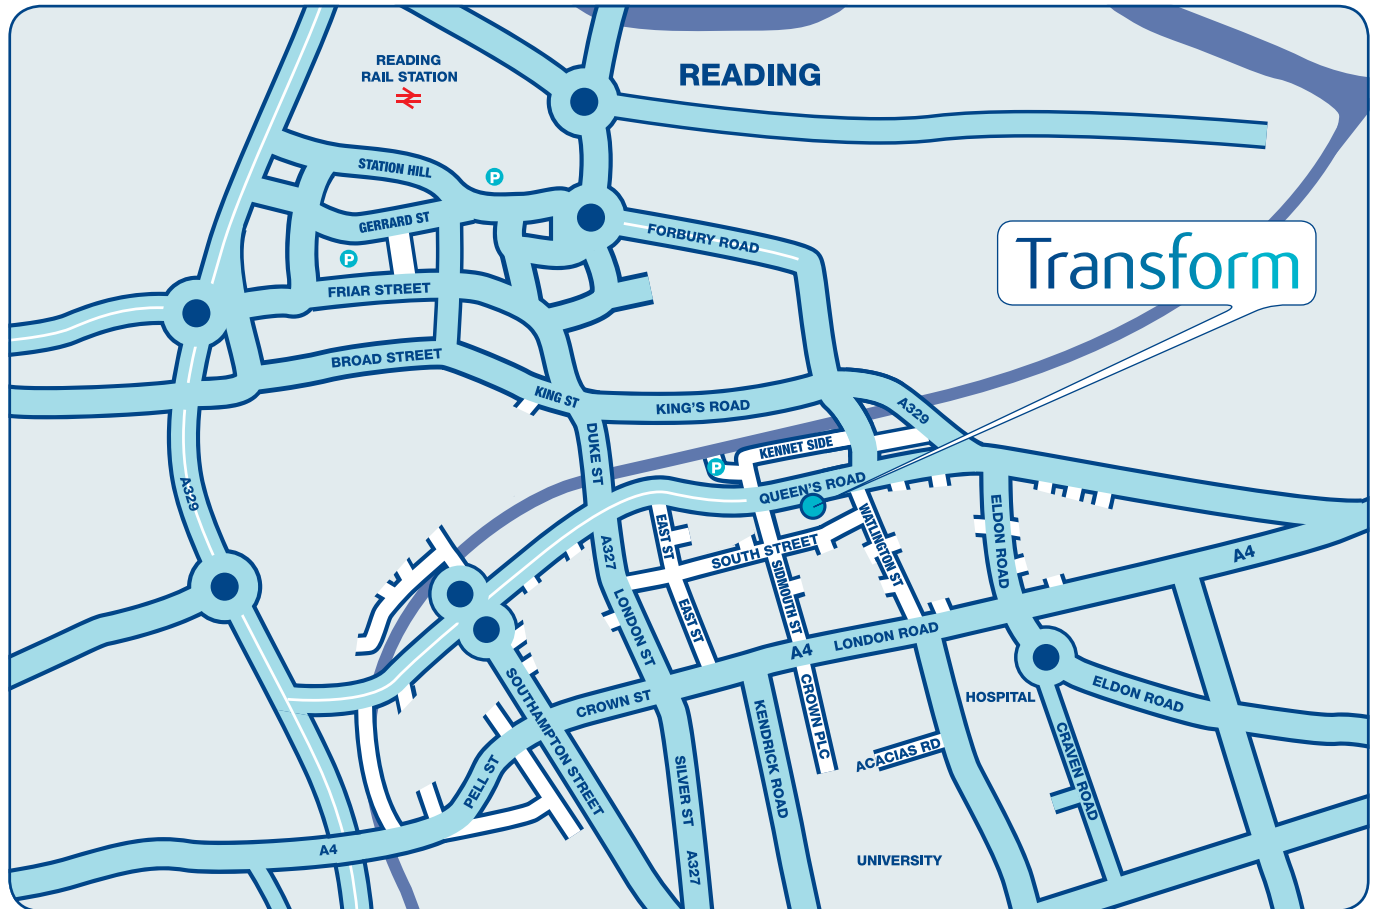 READING
RAIL STATION
READING
STATION HILL
P
GERRARD ST
FORBURY ROAD
Transform
P
FRIAR STREET
BROAD STREET
KING ST
KING'S ROAD
A329
DUKE ST
KENNET SIDE
P
QUEEN'S ROAD
A329
ELDON ROAD
EAST ST
WATLINGTON ST
A327
SOUTH STREET
A4
SIDMOUTH ST
LONDON ST
EAST ST
A4
LONDON ROAD
SOUTHAMPTON STREET
CROWN ST
CROWN PLC
HOSPITAL
ELDON ROAD
KENDRICK ROAD
CRAVEN ROAD
ACACIAS RD
PELL ST
SILVER ST
A4
A327
UNIVERSITY